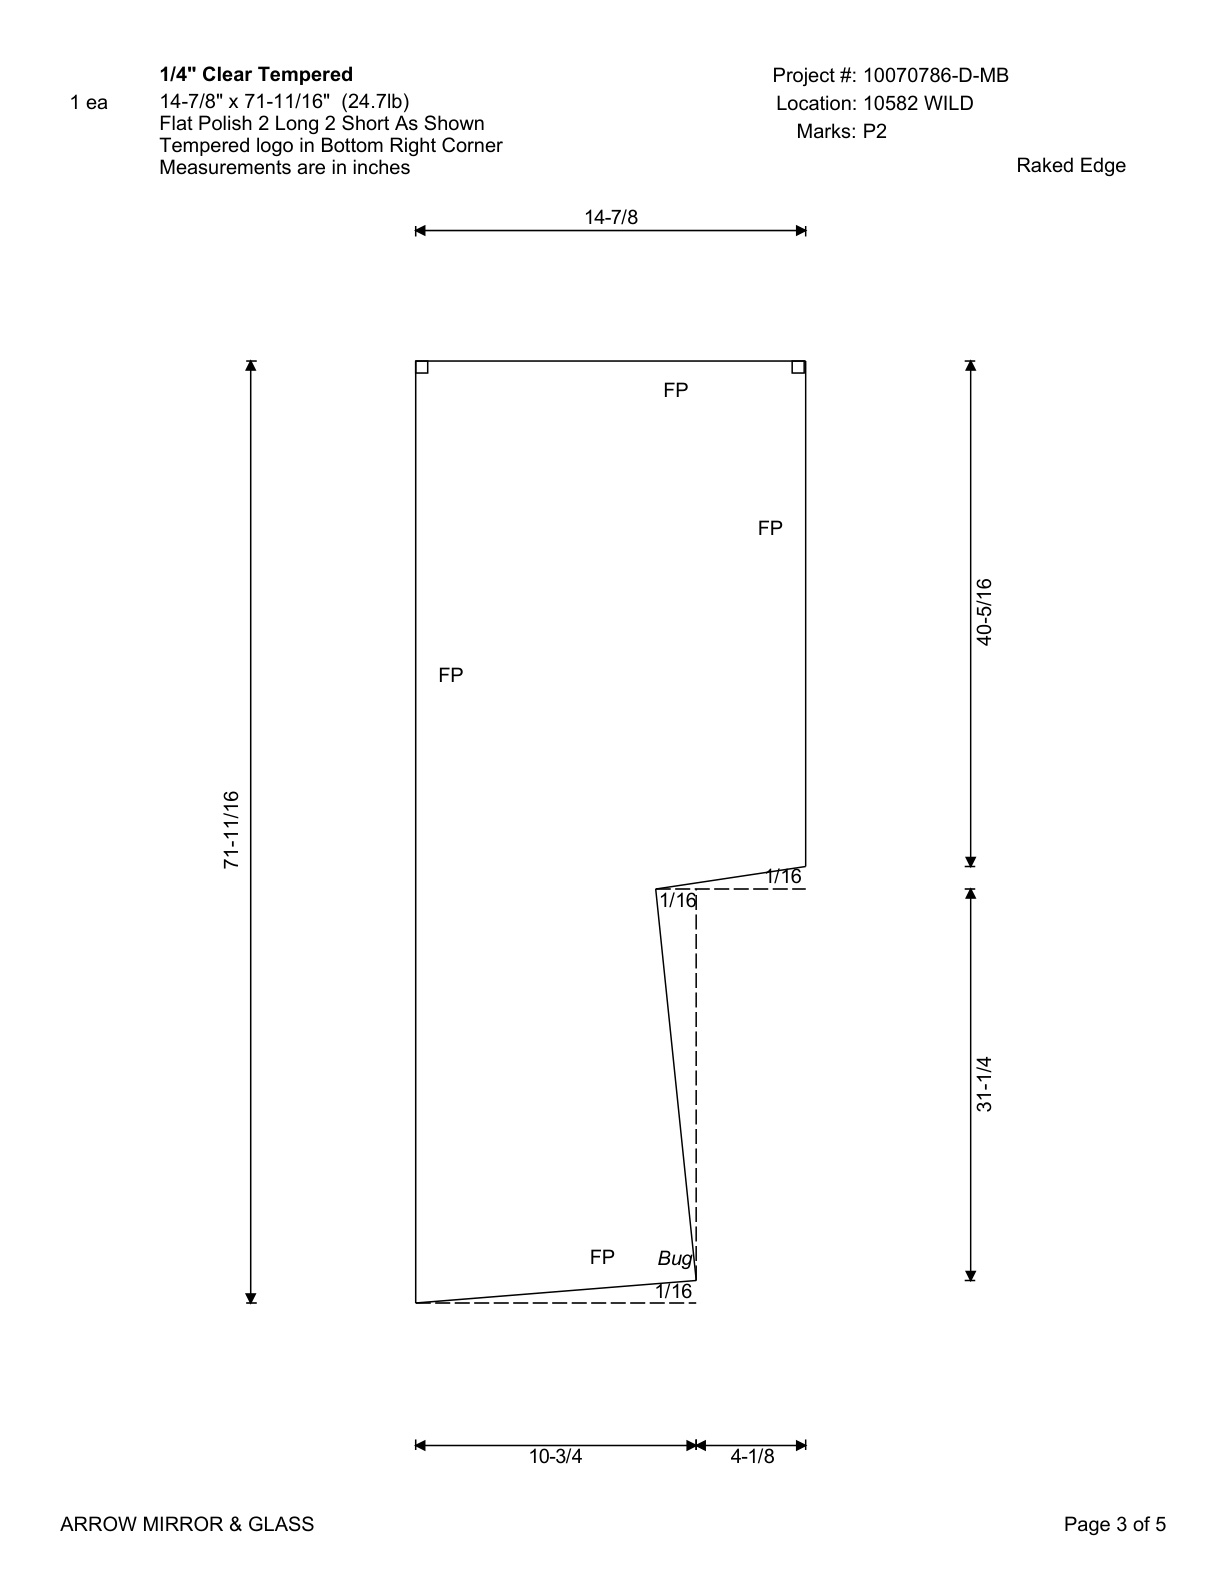 1/4" Clear Tempered
Project #: 10070786-D-MB
1 ea
14-7/8" x 71-11/16" (24.7lb)
Location: 10582 WILD
Flat Polish 2 Long 2 Short As Shown
Marks: P2
Tempered logo in Bottom Right Corner
Measurements are in inches
Raked Edge
14-7/8
FP
FP
40-5/16
FP
71-11/16
1/16
1/16
31-1/4
FP
Bug
1/16
10-3/4
4-1/8
ARROW MIRROR & GLASS
Page 3 of 5